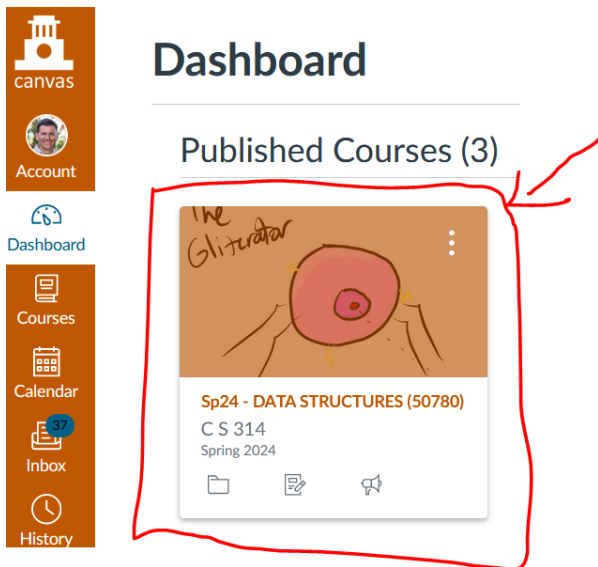 canvas
Account
Dashboard
Courses
Calendar
37
Inbox
History
Dashboard
Published Courses (3)
The
Gliterator
Sp24 - DATA STRUCTURES (50780)
C S 314
Spring 2024